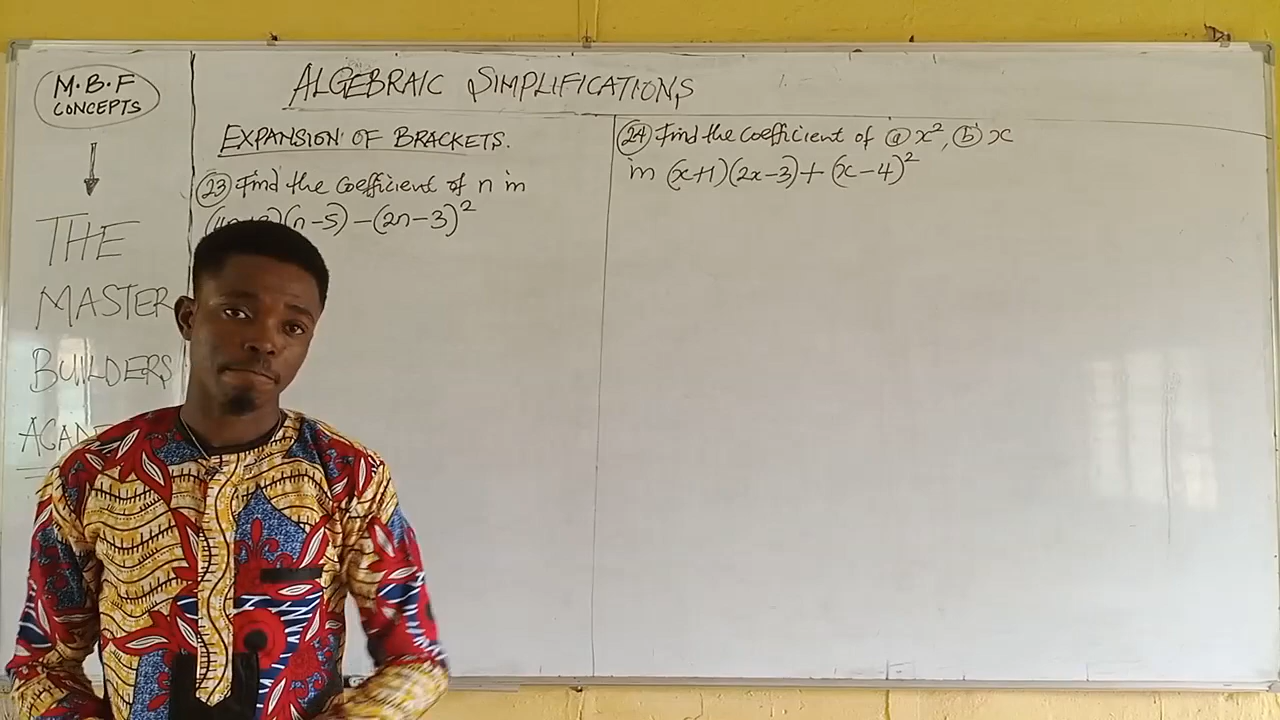 M.B.F
CONCEPTS
THE
MASTER
BUILDERS
ALGEBRAIC SIMPLIFICATIONS
EXPANSION OF BRACKETS.
23 Find the coefficient of n in
(n-5)-(2n-3)²
24 Find the coefficient of ⓐ x², ⓑ x
in (x+1)(2x-3)+(x-4)²